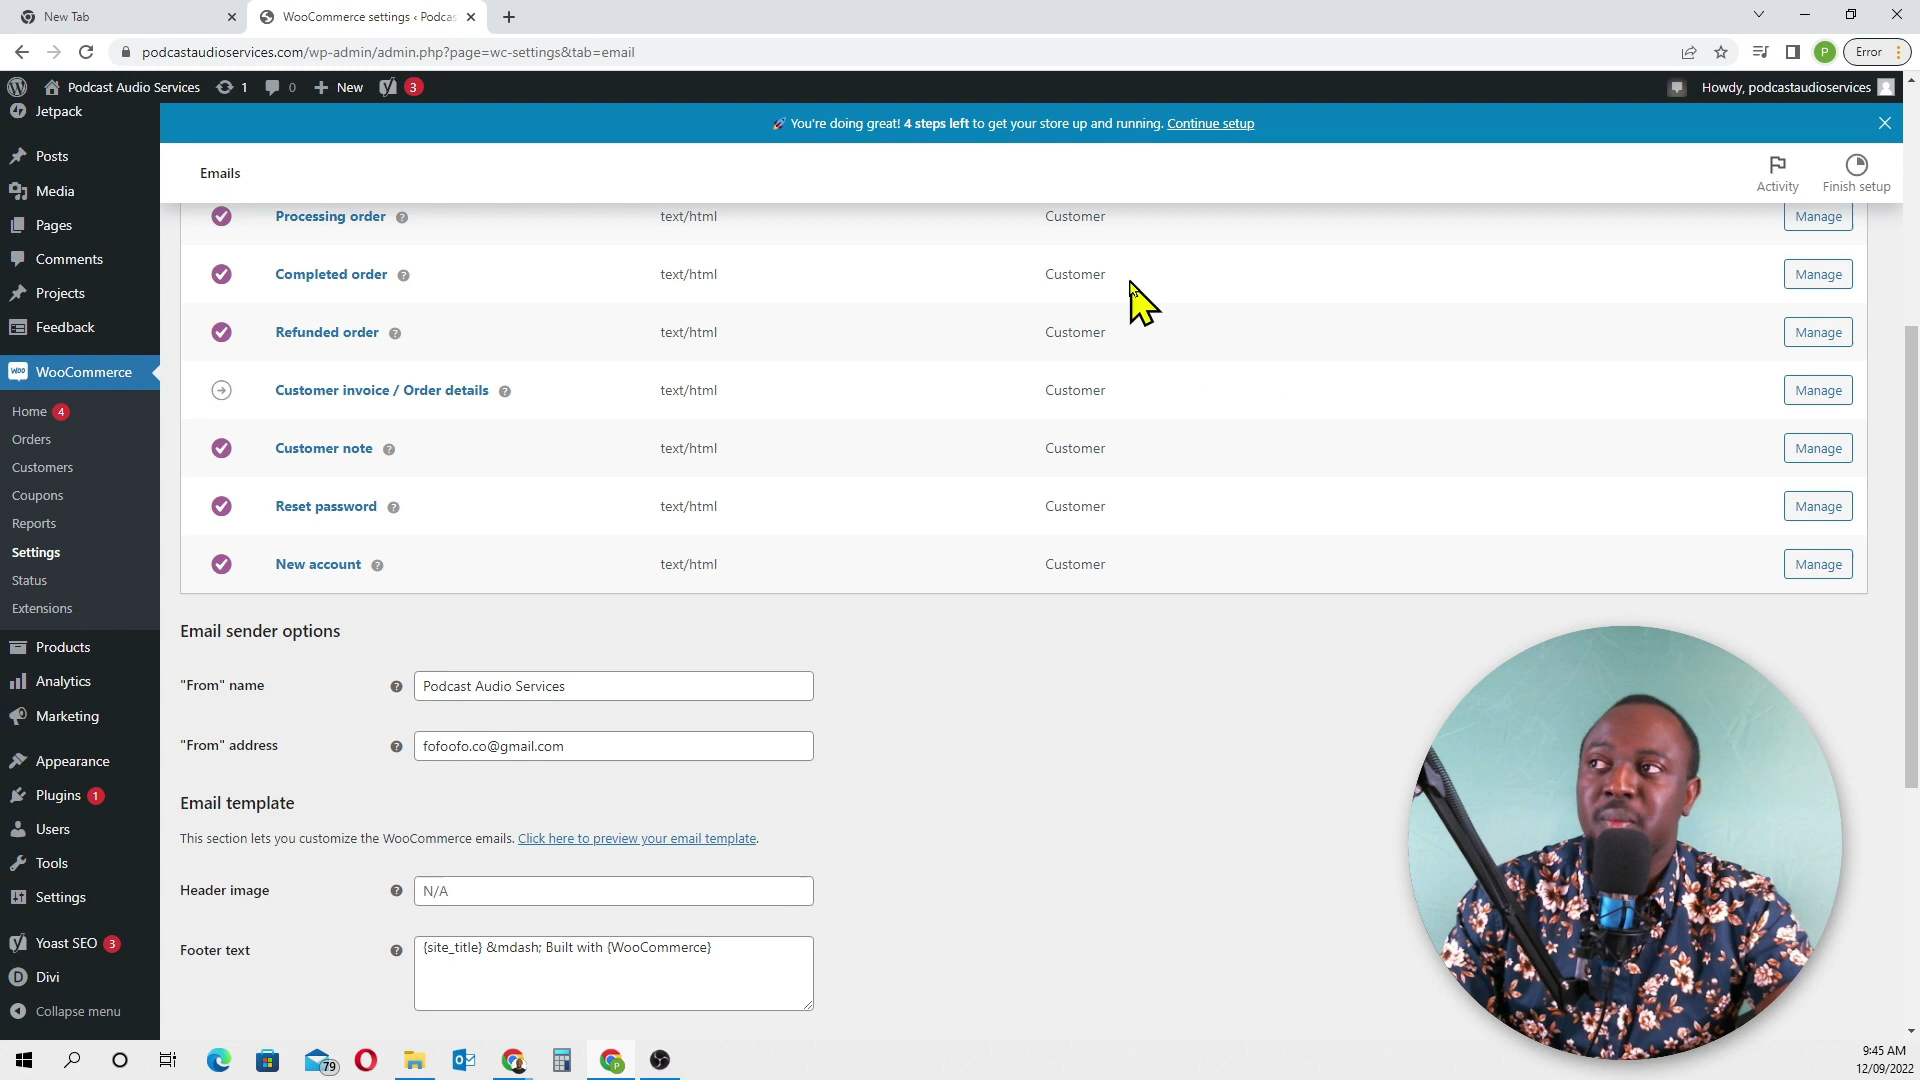 New Tab
WooCommerce settings ‹ Podcas
podcastaudioservices.com/wp-admin/admin.php?page=wc-settings&tab=email
P
Error
Podcast Audio Services
1
0
New
3
Howdy, podcastaudioservices
🚀 You're doing great! 4 steps left to get your store up and running. Continue setup
Emails
Activity
Finish setup
Jetpack
Posts
Media
Pages
Comments
Projects
Feedback
WooCommerce
Home 4
Orders
Customers
Coupons
Reports
Settings
Status
Extensions
Products
Analytics
Marketing
Appearance
Plugins 1
Users
Tools
Settings
Yoast SEO 3
Divi
Collapse menu
Processing order text/html Customer Manage
Completed order text/html Customer Manage
Refunded order text/html Customer Manage
Customer invoice / Order details text/html Customer Manage
Customer note text/html Customer Manage
Reset password text/html Customer Manage
New account text/html Customer Manage
Email sender options
"From" name Podcast Audio Services
"From" address fofoofo.co@gmail.com
Email template
This section lets you customize the WooCommerce emails. Click here to preview your email template.
Header image N/A
Footer text {site_title} &mdash; Built with {WooCommerce}
79
9:45 AM
12/09/2022